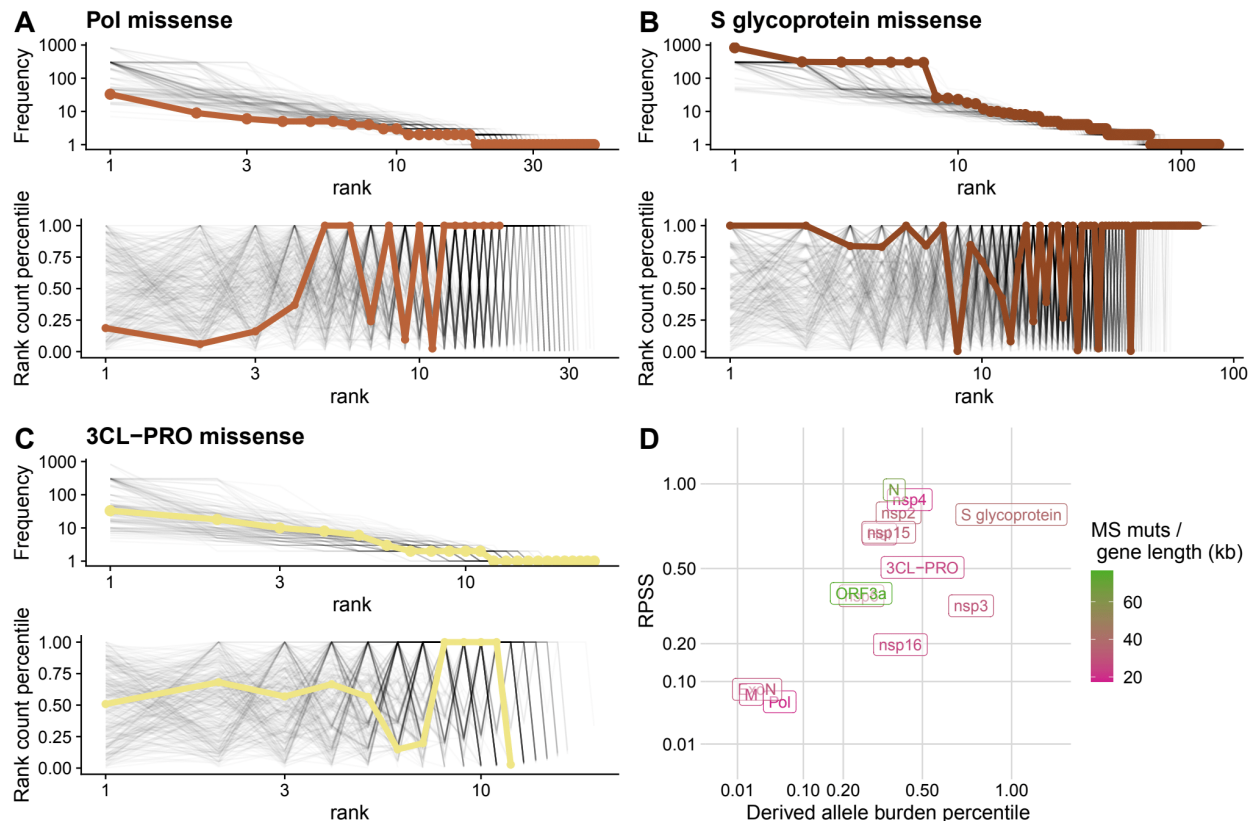 A
Pol missense
Frequency
1000
100
10
1
1
3
10
30
rank
Rank count percentile
1.00
0.75
0.50
0.25
0.00
1
3
10
30
rank
B
S glycoprotein missense
Frequency
1000
100
10
1
1
10
100
rank
Rank count percentile
1.00
0.75
0.50
0.25
0.00
1
10
100
rank
C
3CL−PRO missense
Frequency
1000
100
10
1
1
3
10
rank
Rank count percentile
1.00
0.75
0.50
0.25
0.00
1
3
10
rank
D
RPSS
1.00
0.50
0.20
0.10
0.01
N
nsp4
nsp2
S glycoprotein
nsp15
3CL−PRO
ORF3a
nsp3
nsp16
ExoN
M
Pol
0.01
0.10
0.20
0.50
1.00
Derived allele burden percentile
MS muts /
gene length (kb)
60
40
20